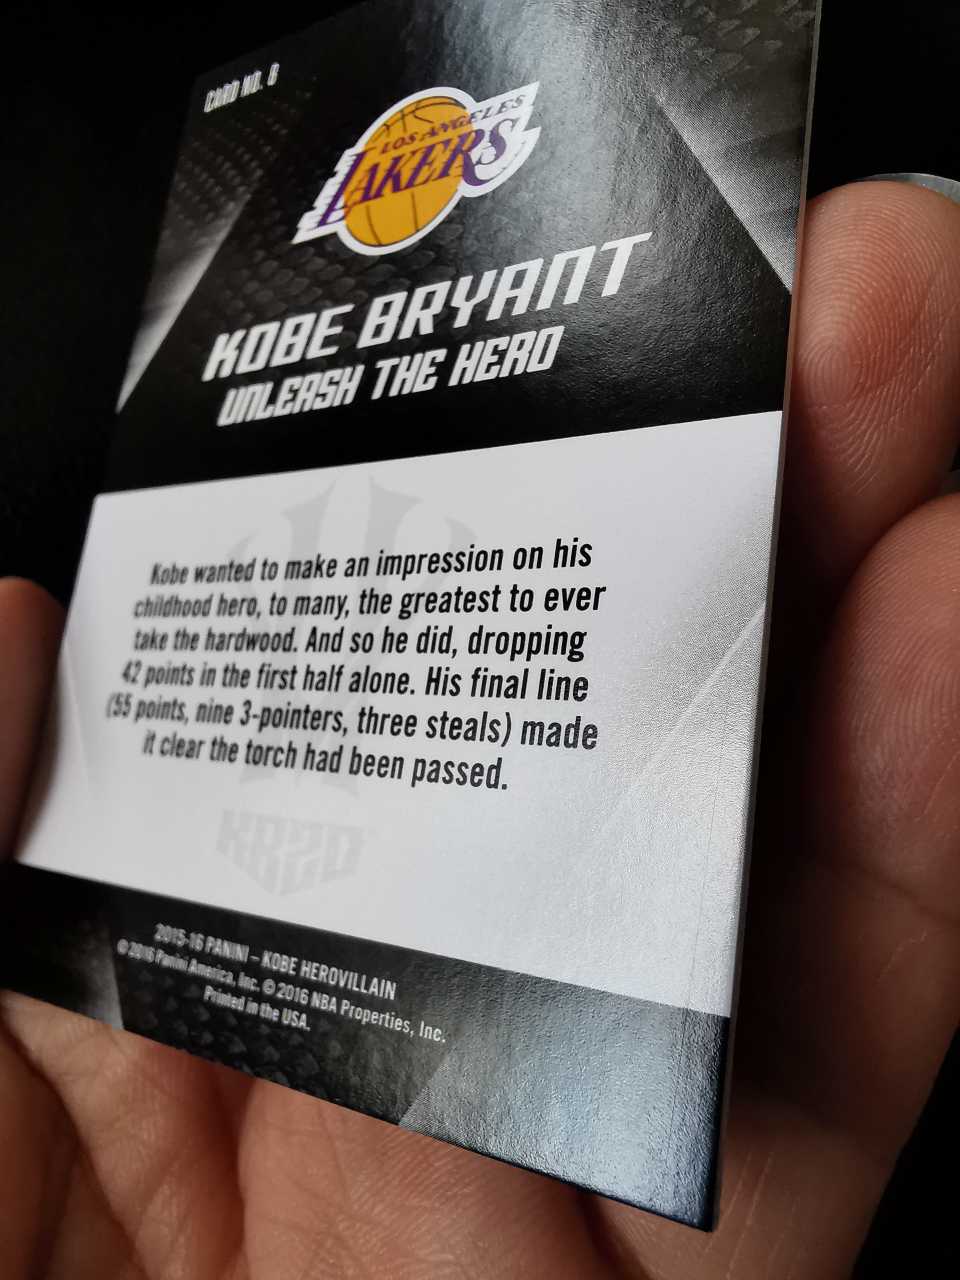 CARD NO. 8
LOS ANGELES
LAKERS
KOBE BRYANT
UNLEASH THE HERO
Kobe wanted to make an impression on his
childhood hero, to many, the greatest to ever
take the hardwood. And so he did, dropping
42 points in the first half alone. His final line
(55 points, nine 3-pointers, three steals) made
it clear the torch had been passed.
KB20
2015-16 PANINI – KOBE HEROVILLAIN
© 2016 Panini America, Inc. © 2016 NBA Properties, Inc.
Printed in the USA.